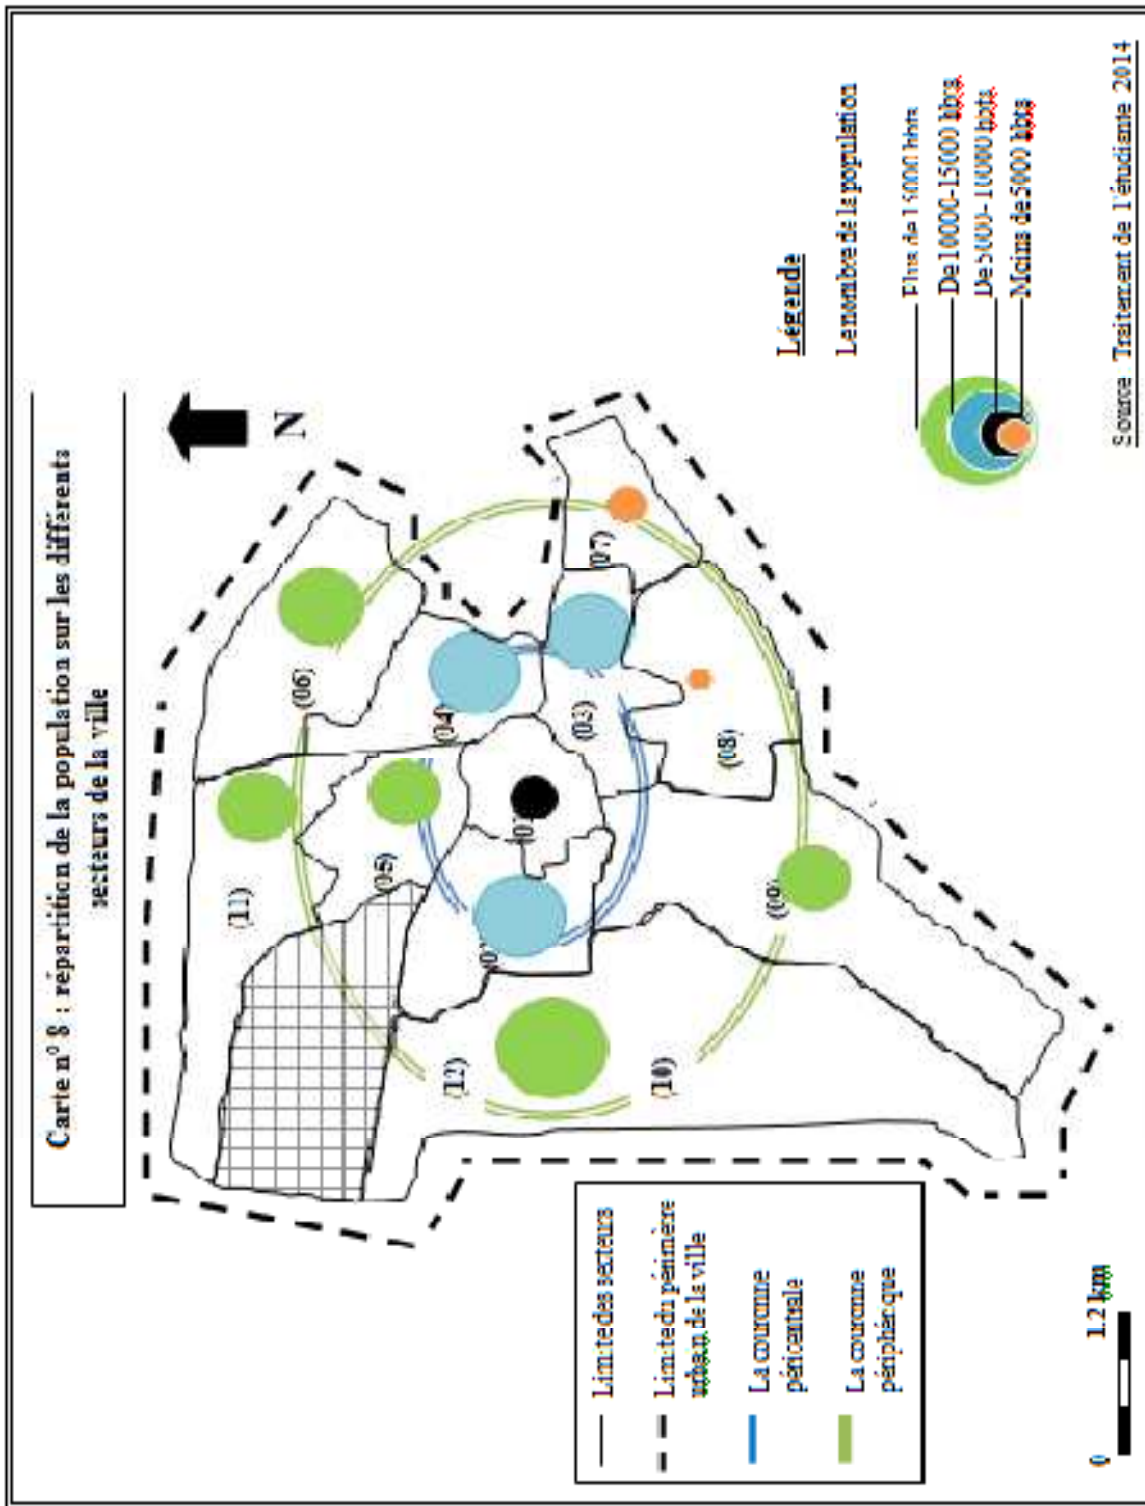 Carte n° 8 : répartition de la population sur les différents
secteurs de la ville
N
(11)
(06)
(05)
(04)
(12)
(03)
(07)
(10)
(09)
(08)
Légende
Le nombre de la population
Plus de 15000 hbts
De 10000-15000 hbts.
De 5000-10000 hbts.
Moins de 5000 hbts
Limite des secteurs
Limite du périmètre
urbain de la ville
La couronne
péricentrale
La couronne
périphérique
0 1.2 km
Source Traitement de l'étudiante 2014